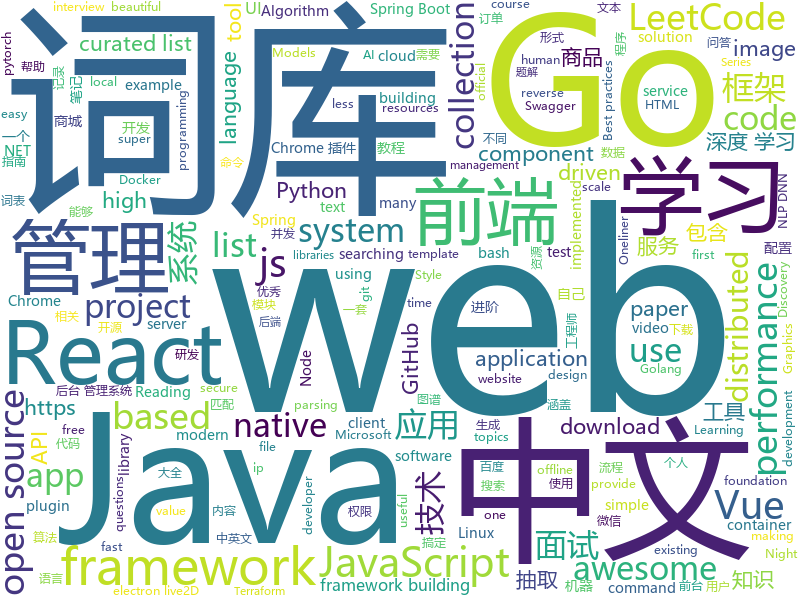 interview beautiful
Spring Boot
UI
Algorithm
course
订单
文本
pytorch
curated list
tool
Models
AI cloud
需要
LeetCode
形式
程序
问答
帮助
记录
笔记
local
example
language
building
less
resources
collection
official
human
reverse
题解
solution
商品
image
easy
商城
一个
NET
super
开发
programming
Chrome 插件
教程
不同
Swagger
service
HTML
Series
框架
指南
Docker
命令
management
component
Best practices
数据
code
词表
能够
high
Python
many
driven
深度 学习
词库
Go
管理
系统
list
Spring
并发
text
libraries
system
searching
template
using
bash
test
资源
implemented
scale
Oneliner
服务
包含
配置
NLP DNN
前端
学习
Chrome
优秀
time
Style
git
first
Discovery
project
模块
一套
js
进阶
自己
paper
distributed
performance
相关
开源
server
后端
工程师
video
下载
研发
website
application
design
Golang
Graphics
React
Web
use
GitHub
Node
后台 管理系统
Reading
secure
https
匹配
based
native
应用
download
工具
development
open source
代码
free
modern
Java
中文
涵盖
流程
个人
Learning
API
parsing
client
Microsoft
图谱
生成
topics
library
file
software
app
大全
ip
百度
offline
Vue
questions
技术
搜索
使用
foundation
plugin
内容
developer
权限
useful
provide
container
算法
value
中英文
Linux
面试
simple
making
framework
JavaScript
one
微信
existing
fast
搞定
抽取
机器
awesome
知识
语言
electron live2D
Terraform
framework building
command
前台
用户
Night